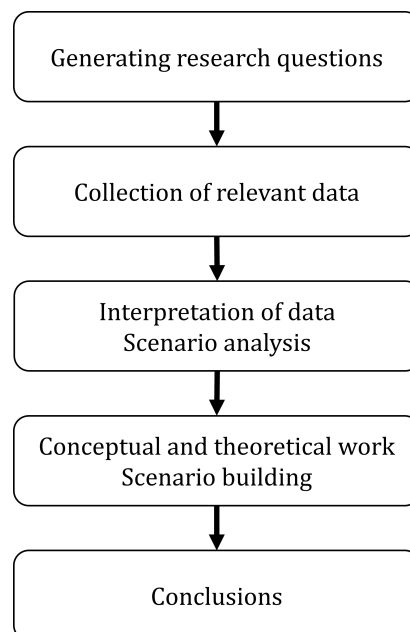 Generating research questions
Collection of relevant data
Interpretation of data
Scenario analysis
Conceptual and theoretical work
Scenario building
Conclusions